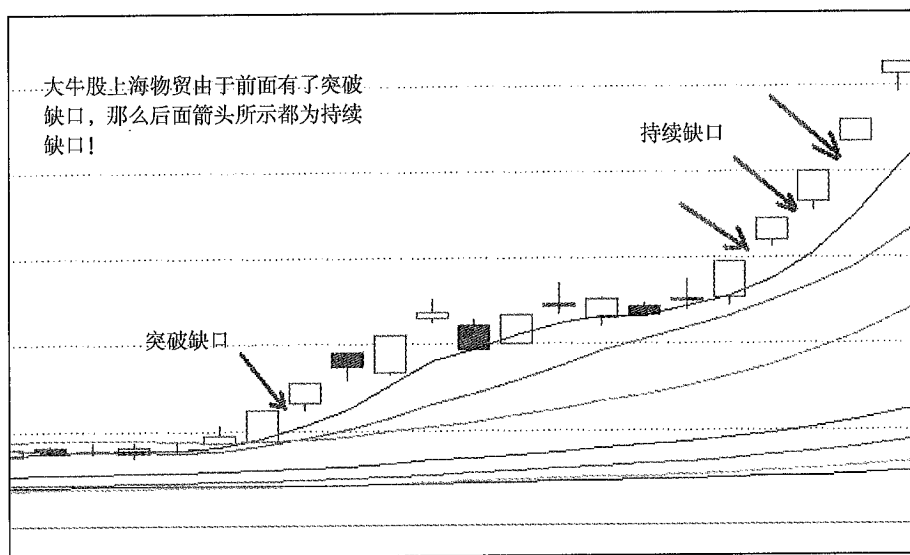 大牛股上海物贸由于前面有了突破
缺口，那么后面箭头所示都为持续
缺口！
持续缺口
突破缺口